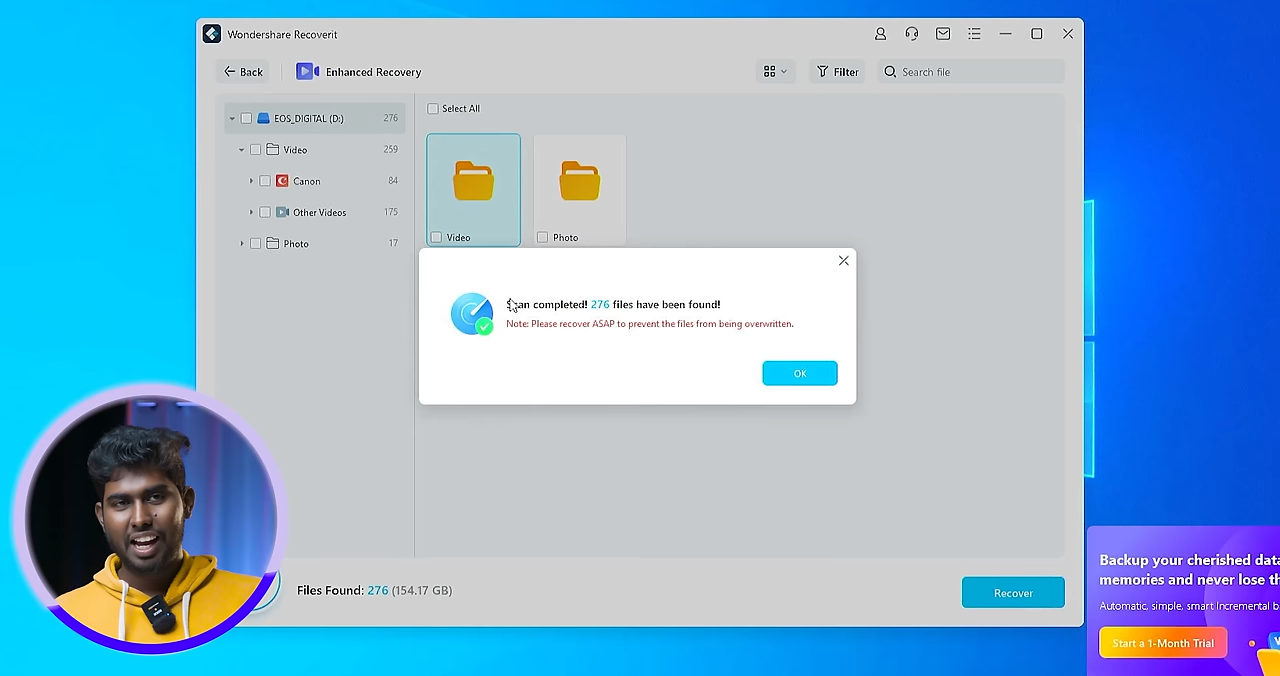 Wondershare Recoverit
Back
Enhanced Recovery
Filter
Search file
EOS_DIGITAL (D:) 276
Video 259
Canon 84
Other Videos 175
Photo 17
Select All
Video
Photo
completed! 276 files have been found!
Note: Please recover ASAP to prevent the files from being overwritten.
OK
Files Found: 276 (154.17 GB)
Recover
Backup your cherished data
memories and never lose
Automatic, simple, smart Incremental
Start a 1-Month Trial